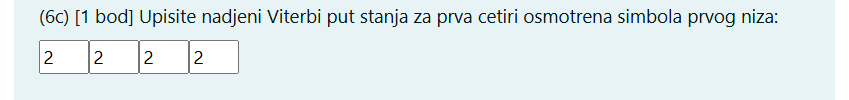 (6c) [1 bod] Upisite nadjeni Viterbi put stanja za prva cetiri osmotrena simbola prvog niza:
2 2 2 2